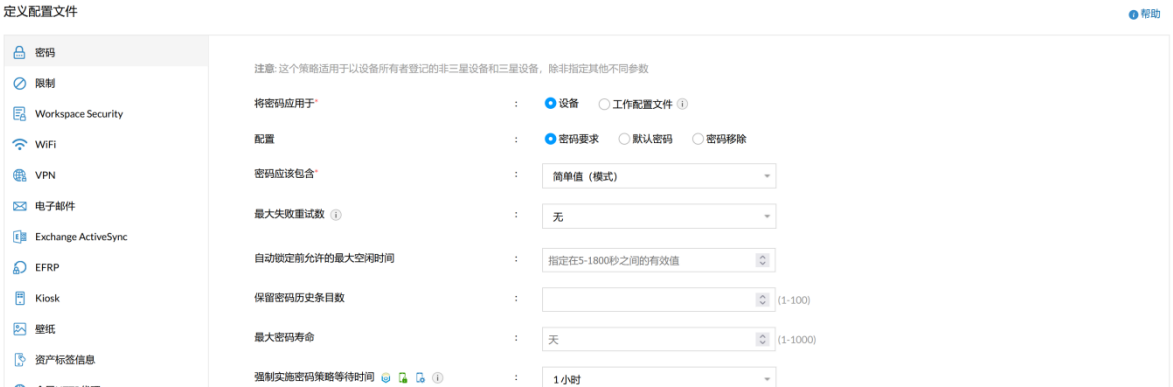 定义配置文件
帮助
密码
限制
Workspace Security
WiFi
VPN
电子邮件
Exchange ActiveSync
EFRP
Kiosk
壁纸
资产标签信息
注意: 这个策略适用于以设备所有者登记的非三星设备和三星设备，除非指定其他不同参数
将密码应用于* : 设备 工作配置文件
配置 : 密码要求 默认密码 密码移除
密码应该包含* : 简单值（模式）
最大失败重试数 : 无
自动锁定前允许的最大空闲时间 : 指定在5-1800秒之间的有效值
保留密码历史条目数 : (1-100)
最大密码寿命 : 天 (1-1000)
强制实施密码策略等待时间 : 1小时